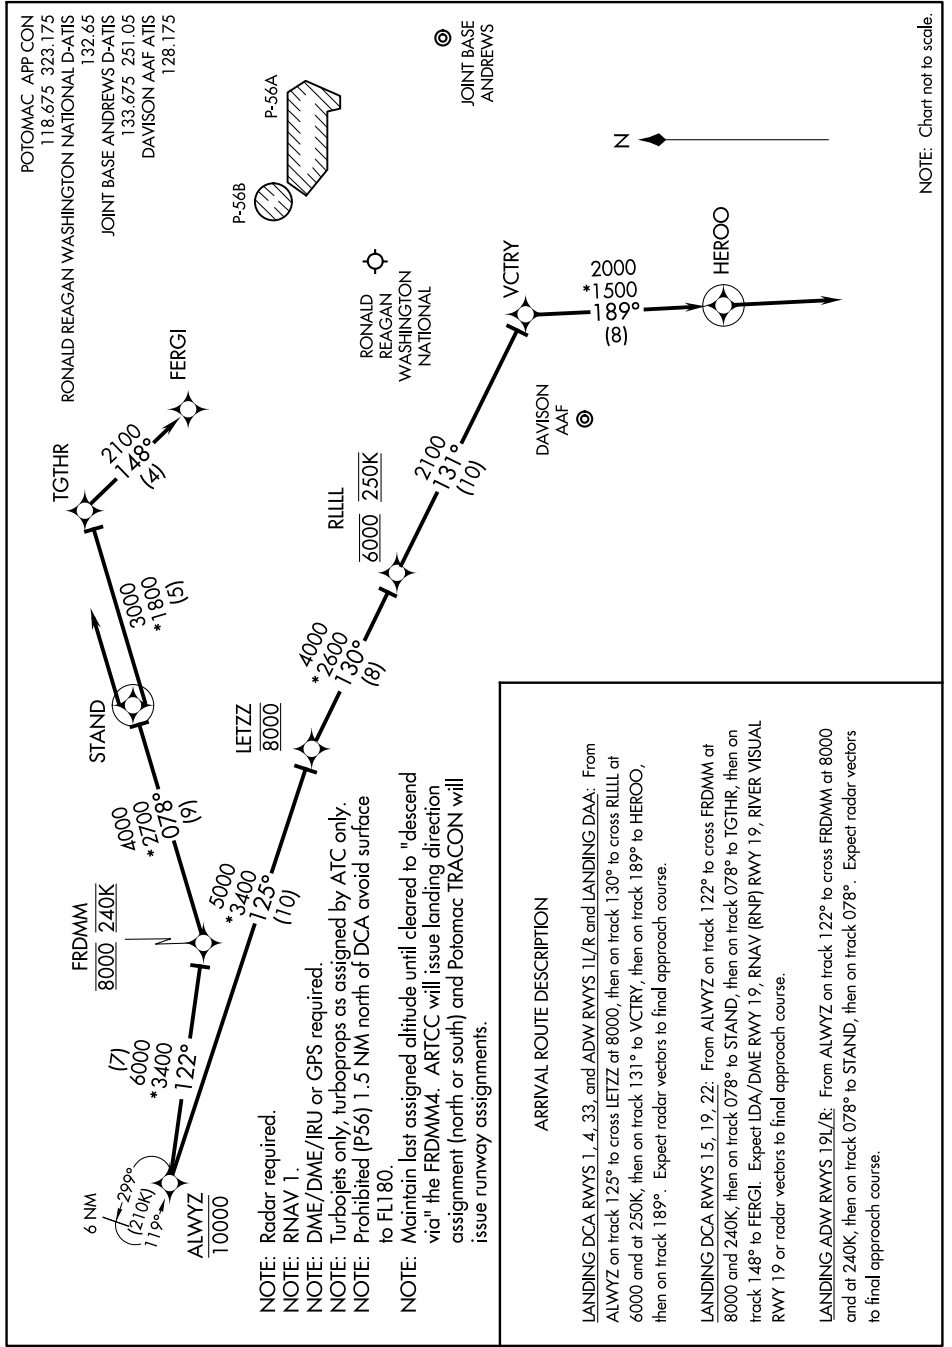 POTOMAC APP CON
118.675 323.175
RONALD REAGAN WASHINGTON NATIONAL D-ATIS
132.65
JOINT BASE ANDREWS D-ATIS
133.675 251.05
DAVISON AAF ATIS
128.175
TGTHR
FERGI
2100
148°
(4)
3000
*1800
(5)
STAND
4000
*2700
078°
(9)
FRDMM
8000 240K
(7)
6000
*3400
122°
6 NM
299°
(210K)
119°
ALWYZ
10000
5000
*3400
125°
(10)
LETZZ
8000
4000
*2600
130°
(8)
RLLLL
6000 250K
2100
131°
(10)
VCTRY
2000
*1500
189°
(8)
HEROO
P-56B
P-56A
RONALD
REAGAN
WASHINGTON
NATIONAL
JOINT BASE
ANDREWS
DAVISON
AAF
N
NOTE: Chart not to scale.
NOTE: Radar required.
NOTE: RNAV 1.
NOTE: DME/DME/IRU or GPS required.
NOTE: Turbojets only, turboprops as assigned by ATC only.
NOTE: Prohibited (P56) 1.5 NM north of DCA avoid surface
to FL180.
NOTE: Maintain last assigned altitude until cleared to "descend
via" the FRDMM4. ARTCC will issue landing direction
assignment (north or south) and Potomac TRACON will
issue runway assignments.
ARRIVAL ROUTE DESCRIPTION
LANDING DCA RWYS 1, 4, 33, and ADW RWYS 1L/R and LANDING DAA: From
ALWYZ on track 125° to cross LETZZ at 8000, then on track 130° to cross RLLLL at
6000 and at 250K, then on track 131° to VCTRY, then on track 189° to HEROO,
then on track 189°. Expect radar vectors to final approach course.
LANDING DCA RWYS 15, 19, 22: From ALWYZ on track 122° to cross FRDMM at
8000 and 240K, then on track 078° to STAND, then on track 078° to TGTHR, then on
track 148° to FERGI. Expect LDA/DME RWY 19, RNAV (RNP) RWY 19, RIVER VISUAL
RWY 19 or radar vectors to final approach course.
LANDING ADW RWYS 19L/R: From ALWYZ on track 122° to cross FRDMM at 8000
and at 240K, then on track 078° to STAND, then on track 078°. Expect radar vectors
to final approach course.